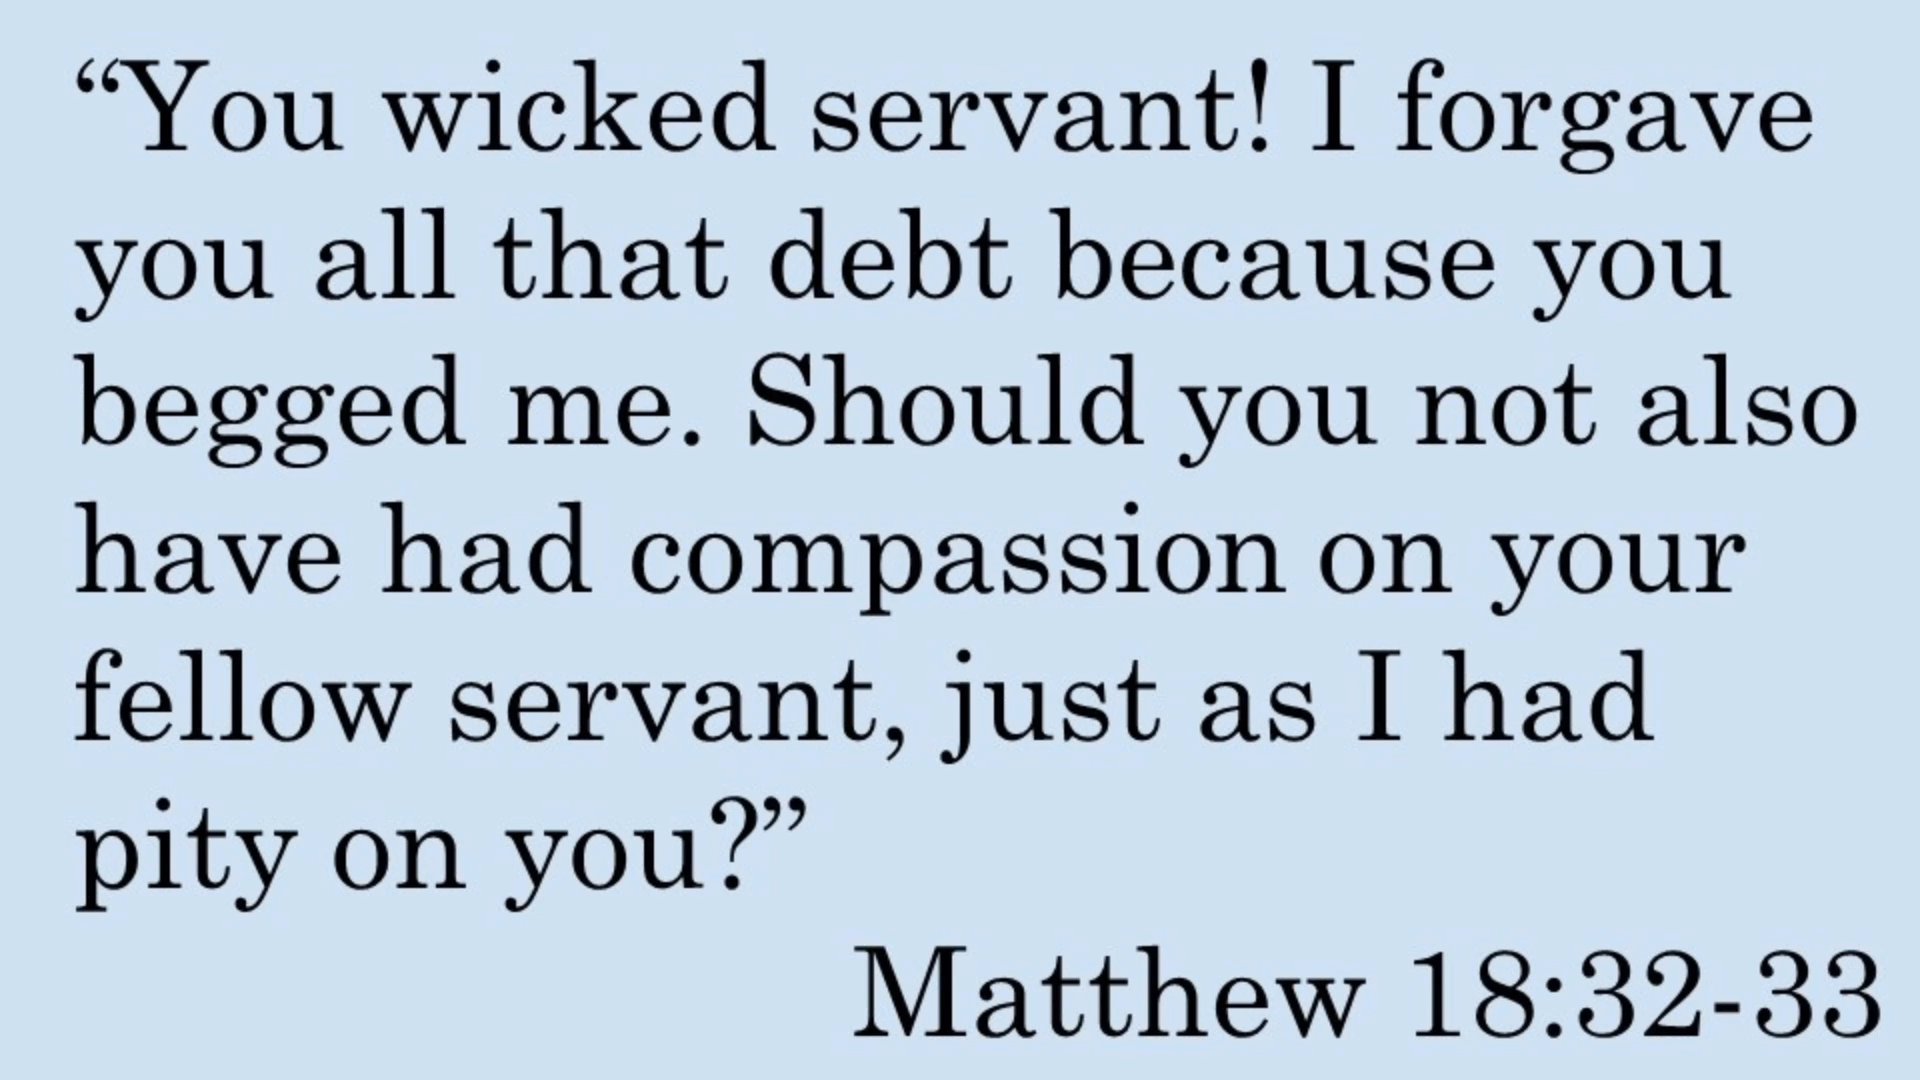 “You wicked servant! I forgave
you all that debt because you
begged me. Should you not also
have had compassion on your
fellow servant, just as I had
pity on you?”
Matthew 18:32-33